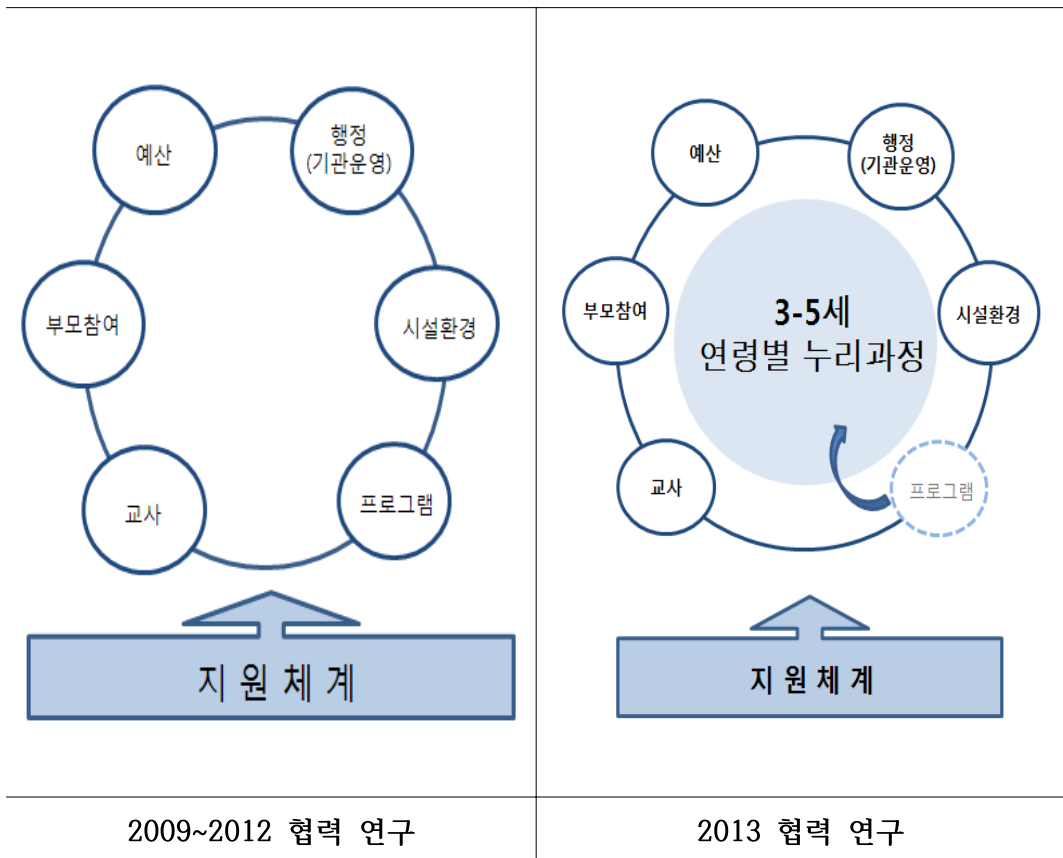 예산
행정
(기관운영)
부모참여
시설환경
교사
프로그램
지 원 체 계
2009~2012 협력 연구
예산
행정
(기관운영)
부모참여
3-5세
연령별 누리과정
시설환경
교사
프로그램
지 원 체 계
2013 협력 연구